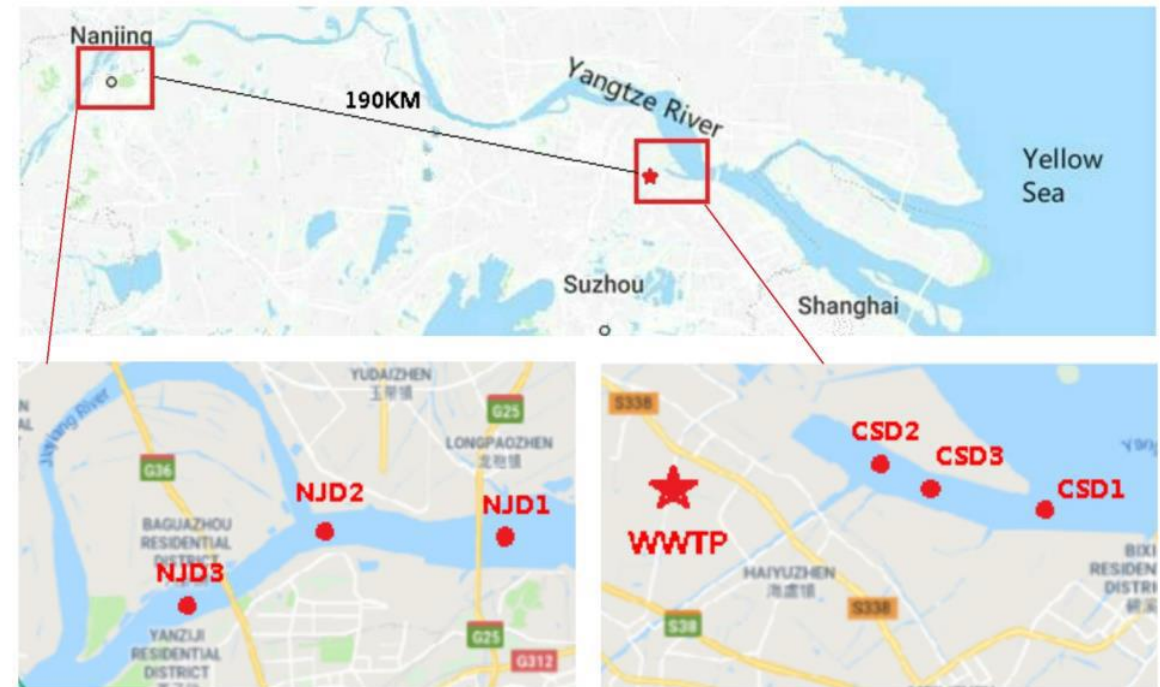 Nanjing
190KM
Yangtze River
Yellow
Sea
Suzhou
Shanghai
YUDAIZHEN
玉带镇
G25
LONGPAOZHEN
龙袍镇
G36
NJD2
NJD1
BAGUAZHOU
RESIDENTIAL
DISTRICT
NJD3
YANZIJI
RESIDENTIAL
DISTRICT
G25
G312
S338
CSD2
CSD3
CSD1
WWTP
HAIYUZHEN
海虞镇
S338
S38
BIXI
RESIDEN
DISTRI